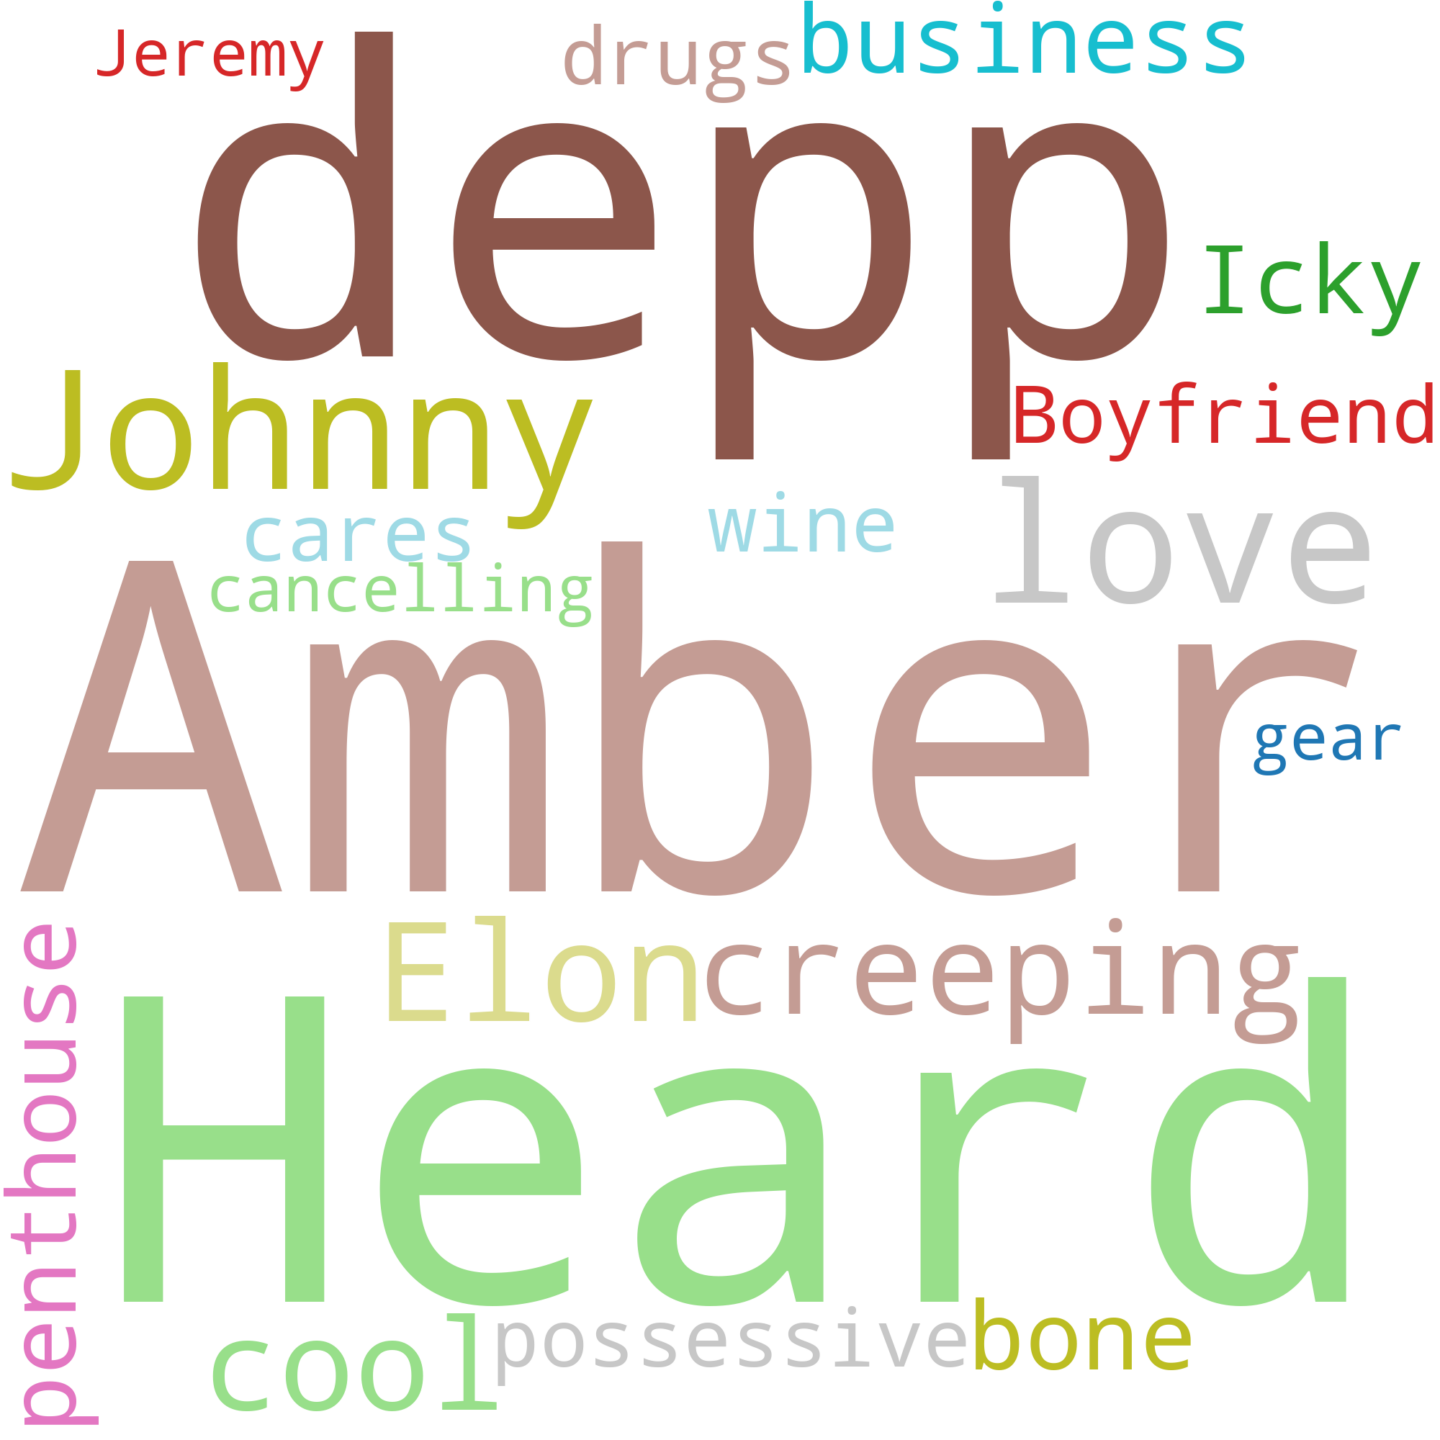 Jeremy
drugs
business
depp
Icky
Johnny
Boyfriend
love
cares
wine
cancelling
Amber
gear
Elon
creeping
penthouse
Heard
cool
possessive
bone